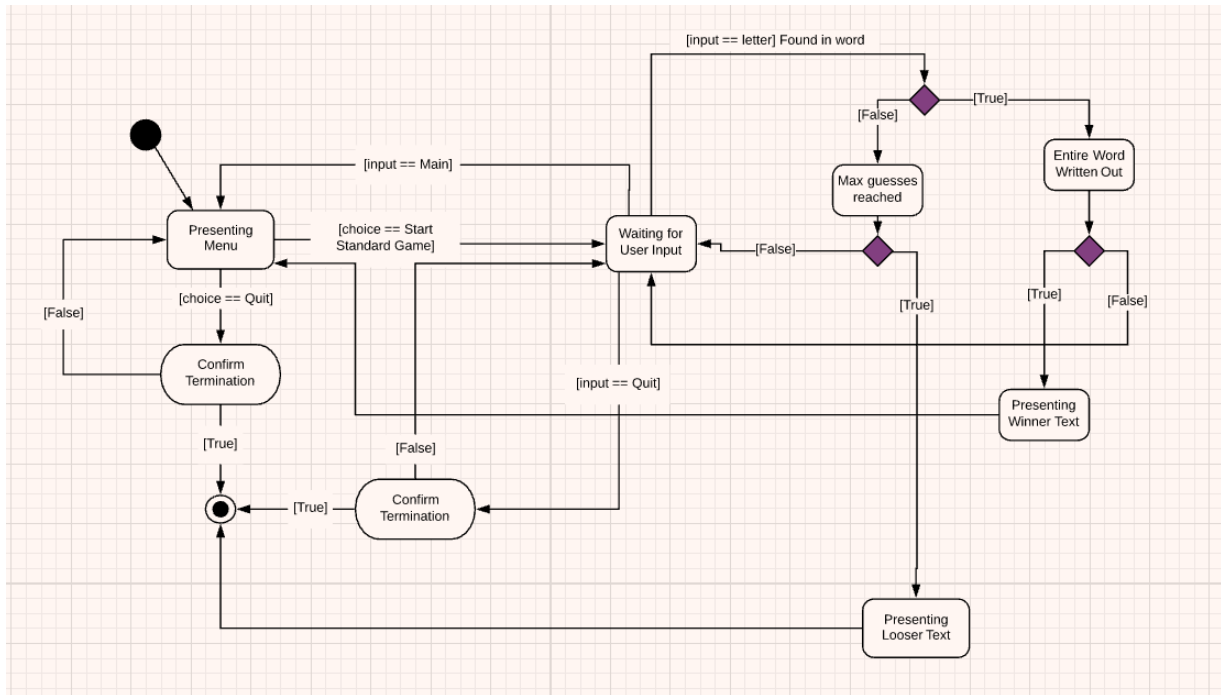 [input == letter] Found in word
[False]
[True]
Entire Word
Written Out
Max guesses
reached
[input == Main]
Presenting
Menu
[choice == Start
Standard Game]
Waiting for
User Input
[False]
[choice == Quit]
[True]
[True]
[False]
[False]
Confirm
Termination
[input == Quit]
Presenting
Winner Text
[True]
[False]
[True]
Confirm
Termination
Presenting
Looser Text